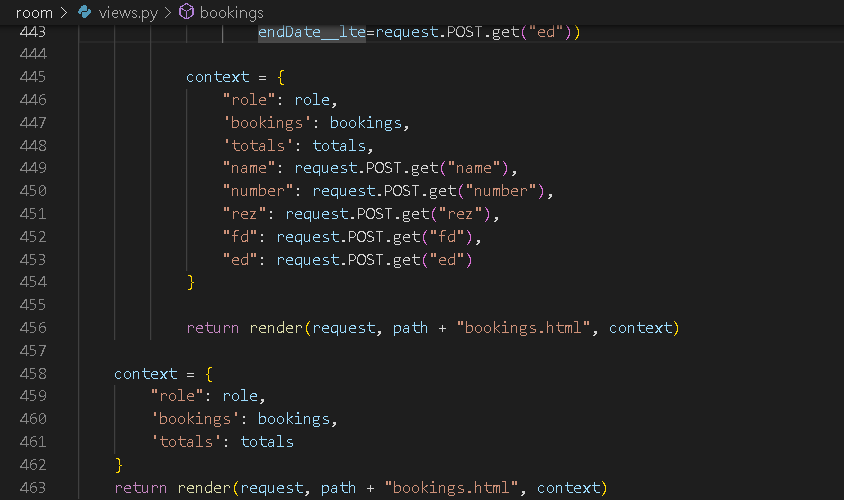 room > views.py > bookings
443 endDate__lte=request.POST.get("ed"))
444
445 context = {
446 "role": role,
447 'bookings': bookings,
448 'totals': totals,
449 "name": request.POST.get("name"),
450 "number": request.POST.get("number"),
451 "rez": request.POST.get("rez"),
452 "fd": request.POST.get("fd"),
453 "ed": request.POST.get("ed")
454 }
455
456 return render(request, path + "bookings.html", context)
457
458 context = {
459 "role": role,
460 'bookings': bookings,
461 'totals': totals
462 }
463 return render(request, path + "bookings.html", context)